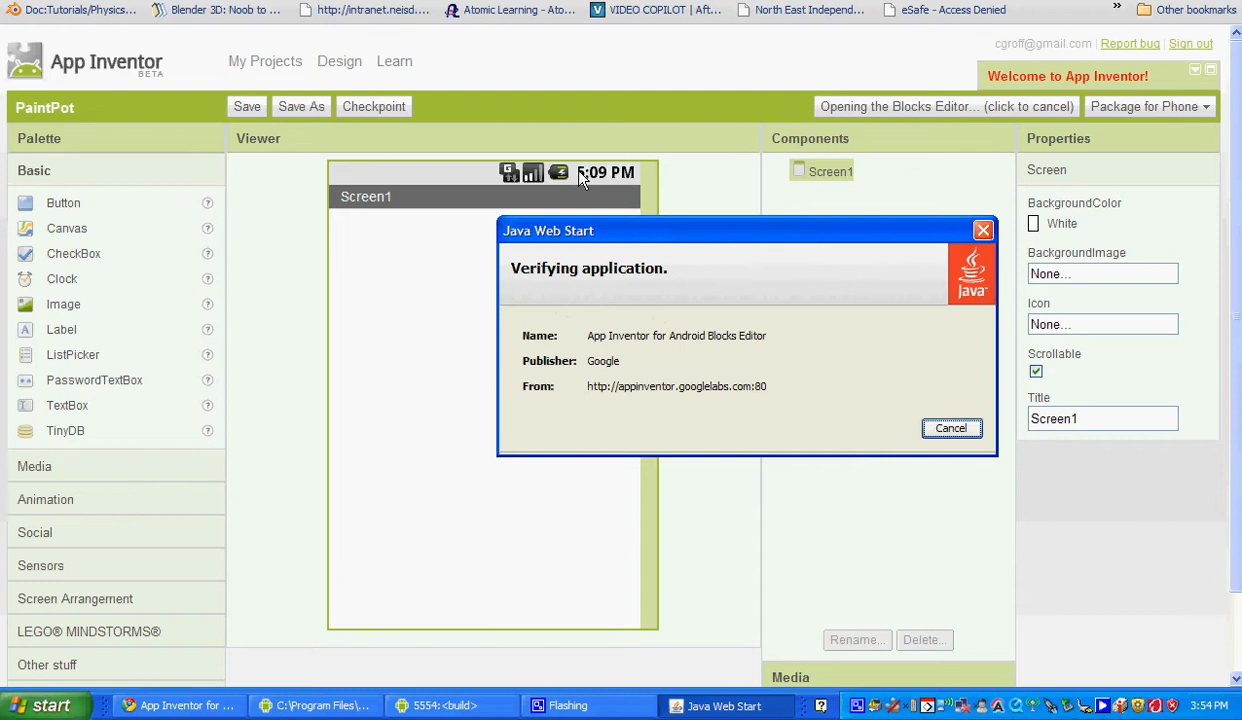 Doc:Tutorials/Physics... Blender 3D: Noob to ... http://intranet.neisd.... Atomic Learning - Ato... VIDEO COPILOT | Aft... North East Independ... eSafe - Access Denied » Other bookmarks
cgroff@gmail.com Report bug Sign out
App Inventor BETA My Projects Design Learn
Welcome to App Inventor!
PaintPot Save Save As Checkpoint Opening the Blocks Editor... (click to cancel) Package for Phone
Palette Viewer Components Properties
Basic
Button ?
Canvas ?
CheckBox ?
Clock ?
Image ?
Label ?
ListPicker ?
PasswordTextBox ?
TextBox ?
TinyDB ?
Media
Animation
Social
Sensors
Screen Arrangement
LEGO® MINDSTORMS®
Other stuff
5:09 PM
Screen1
Java Web Start
Verifying application.
Java
Name: App Inventor for Android Blocks Editor
Publisher: Google
From: http://appinventor.googlelabs.com:80
Cancel
Screen1
Rename... Delete...
Media
Screen
BackgroundColor
White
BackgroundImage
None...
Icon
None...
Scrollable
Title
Screen1
start App Inventor for ... C:\Program Files\... 5554:<build> Flashing Java Web Start 3:54 PM